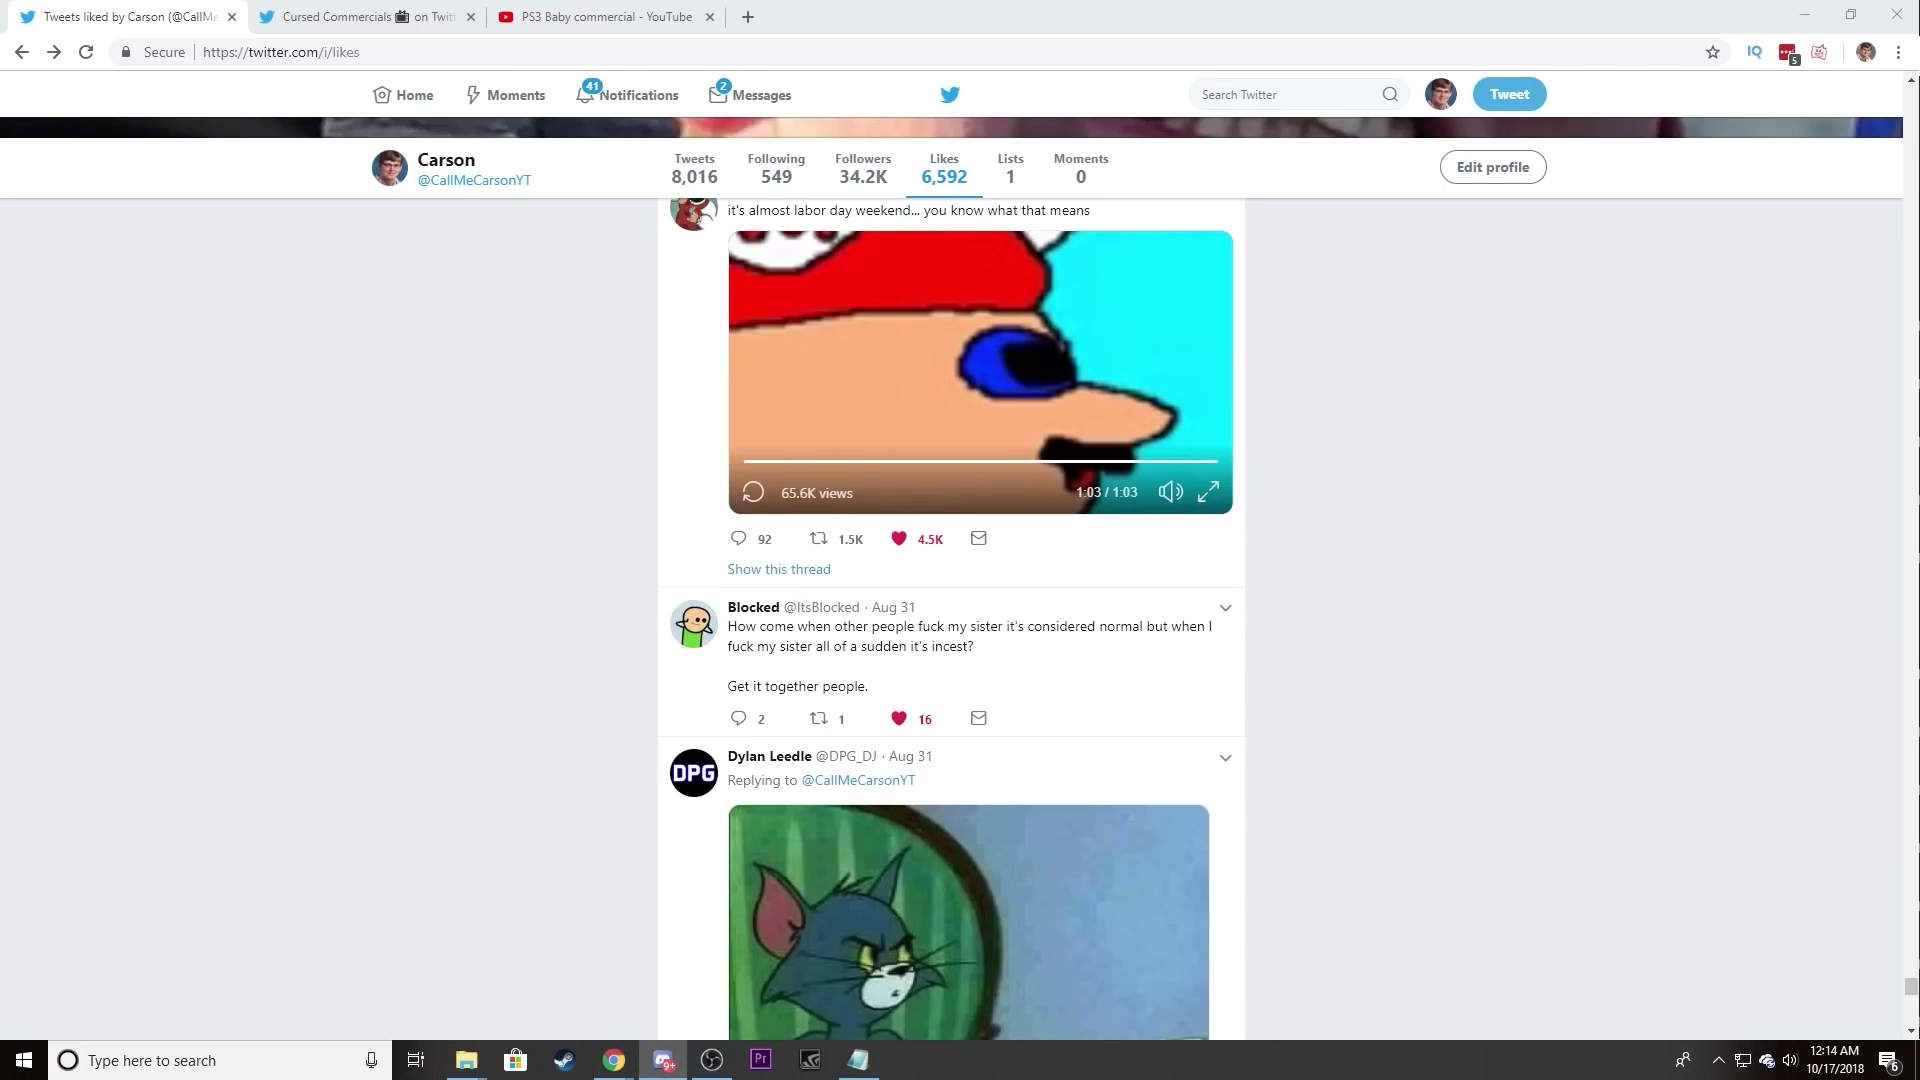 Tweets liked by Carson (@CallMe
Cursed Commercials on Twitt
PS3 Baby commercial - YouTube
Secure
https://twitter.com/i/likes
IQ
5
Home
Moments
41
Notifications
2
Messages
Search Twitter
Tweet
Carson
@CallMeCarsonYT
Tweets
8,016
Following
549
Followers
34.2K
Likes
6,592
Lists
1
Moments
0
Edit profile
it's almost labor day weekend... you know what that means
65.6K views
1:03 / 1:03
92
1.5K
4.5K
Show this thread
Blocked @ItsBlocked · Aug 31
How come when other people fuck my sister it's considered normal but when I
fuck my sister all of a sudden it's incest?
Get it together people.
2
1
16
DPG
Dylan Leedle @DPG_DJ · Aug 31
Replying to @CallMeCarsonYT
Type here to search
9+
Pr
12:14 AM
10/17/2018
6